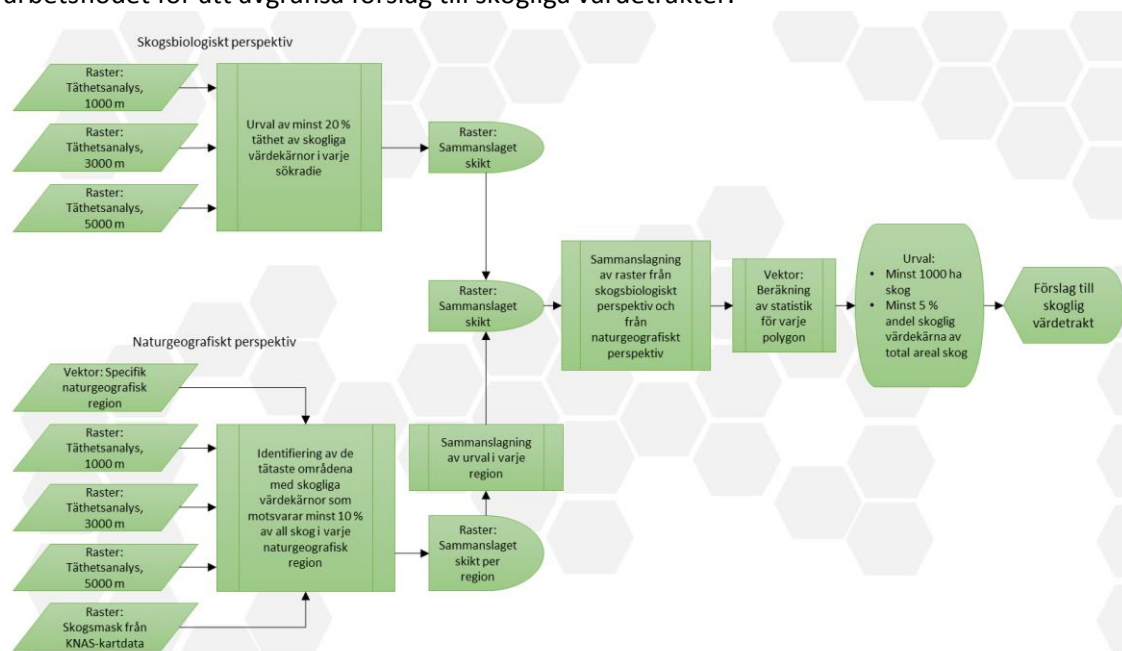 arbetsflödet för att avgränsa förslag till skogliga värdetrakter.
Skogsbiologiskt perspektiv
Raster:
Täthetsanalys,
1000 m
Raster:
Täthetsanalys,
3000 m
Raster:
Täthetsanalys,
5000 m
Urval av minst 20 %
täthet av skogliga
värdekärnor i varje
sökradie
Raster:
Sammanslaget
skikt
Naturgeografiskt perspektiv
Vektor: Specifik
naturgeografisk
region
Raster:
Täthetsanalys,
1000 m
Raster:
Täthetsanalys,
3000 m
Raster:
Täthetsanalys,
5000 m
Raster:
Skogsmask från
KNAS-kartdata
Identifiering av de
tätaste områdena
med skogliga
värdekärnor som
motsvarar minst 10 %
av all skog i varje
naturgeografisk
region
Raster:
Sammanslaget
skikt per
region
Sammanslagning
av urval i varje
region
Raster:
Sammanslaget
skikt
Sammanslagning
av raster från
skogsbiologiskt
perspektiv och
från
naturgeografiskt
perspektiv
Vektor:
Beräkning
av statistik
för varje
polygon
Urval:
• Minst 1000 ha
skog
• Minst 5 %
andel skoglig
värdekärna av
total areal skog
Förslag till
skoglig
värdetrakt